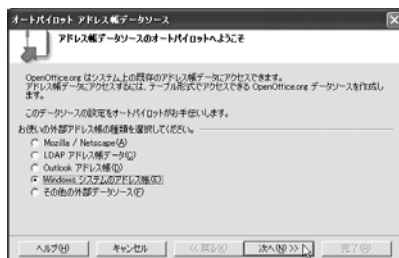 オートパイロット アドレス帳データソース
アドレス帳データソースのオートパイロットへようこそ
OpenOffice.org はシステム上の既存のアドレス帳データにアクセスできます。
アドレス帳データにアクセスするには、テーブル形式でアクセスできる OpenOffice.org データソースを作成し
ます。
このデータソースの設定をオートパイロットがお手伝いします。
お使いの外部アドレス帳の種類を選択してください。
Mozilla / Netscape(A)
LDAP アドレス帳データ(C)
Outlook アドレス帳(D)
Windows システムのアドレス帳(E)
その他の外部データソース(F)
ヘルプ(H)
キャンセル
<< 戻る(Y)
次へ(N) >>
完了(Z)